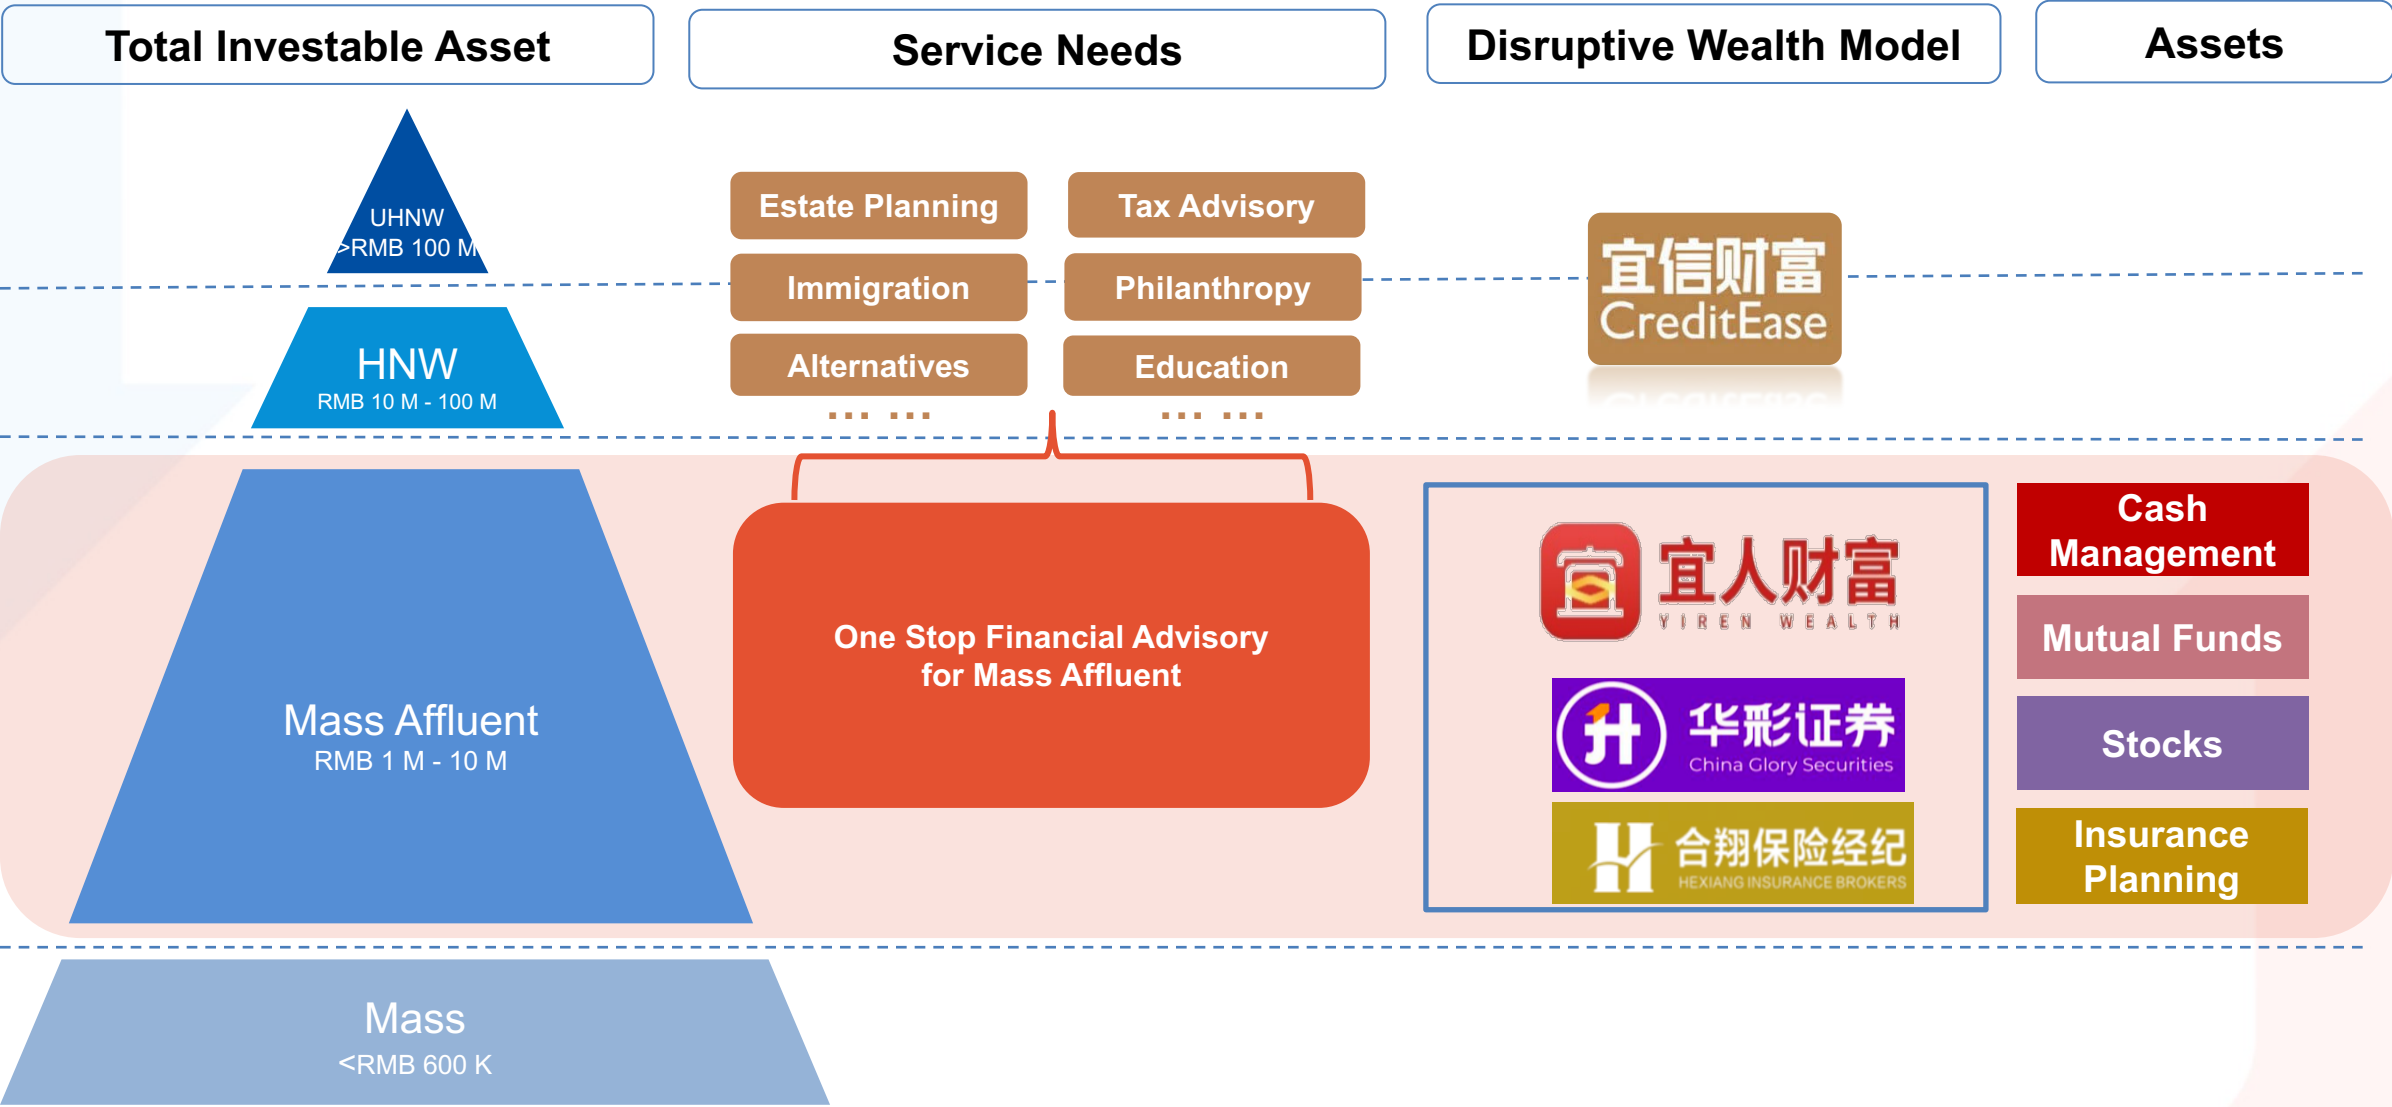 Total Investable Asset
Service Needs
Disruptive Wealth Model
Assets
UHNW
>RMB 100 M
HNW
RMB 10 M - 100 M
Mass Affluent
RMB 1 M - 10 M
Mass
<RMB 600 K
Estate Planning
Tax Advisory
Immigration
Philanthropy
Alternatives
Education
... ...
... ...
One Stop Financial Advisory
for Mass Affluent
宜信财富
CreditEase
宜人财富
YIREN WEALTH
华彩证券
China Glory Securities
合翔保险经纪
HEXIANG INSURANCE BROKERS
Cash
Management
Mutual Funds
Stocks
Insurance
Planning